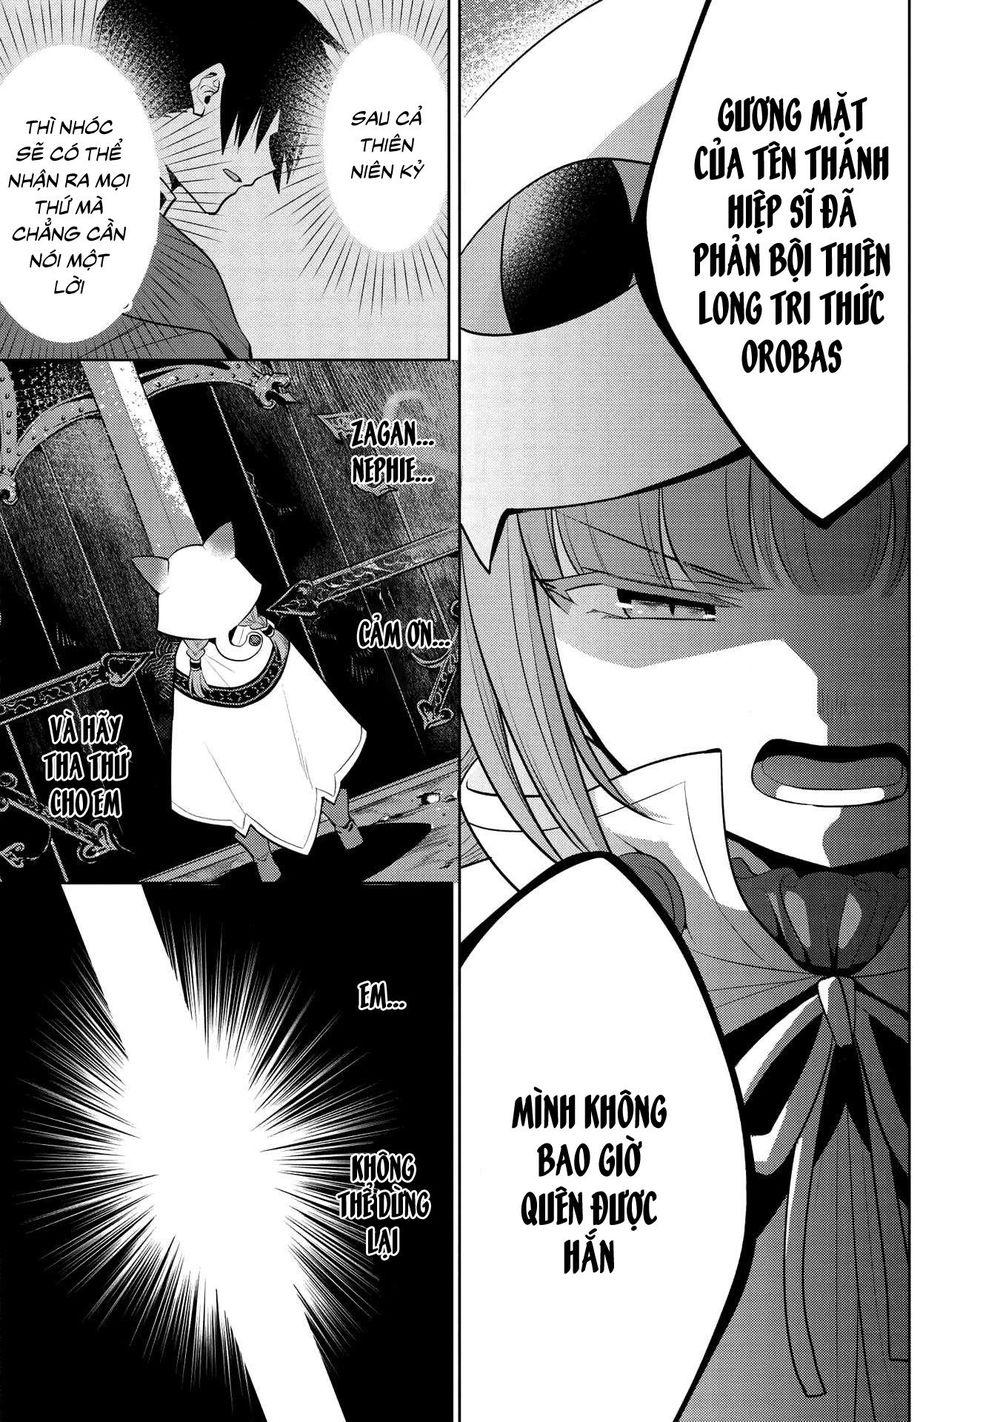 GƯƠNG MẶT
CỦA TÊN THÁNH
HIỆP SĨ ĐÃ
PHẢN BỘI THIÊN
LONG TRI THỨC
OROBAS
MÌNH KHÔNG
BAO GIỜ
QUÊN ĐƯỢC
HẮN
SAU CẢ
THIÊN
NIÊN KỶ
THÌ NHÓC
SẼ CÓ THỂ
NHẬN RA MỌI
THỨ MÀ
CHẲNG CẦN
NÓI MỘT
LỜI
ZAGAN...
NEPHIE...
CẢM ƠN...
VÀ HÃY
THA THỨ
CHO EM
EM...
KHÔNG
THỂ DỪNG
LẠI